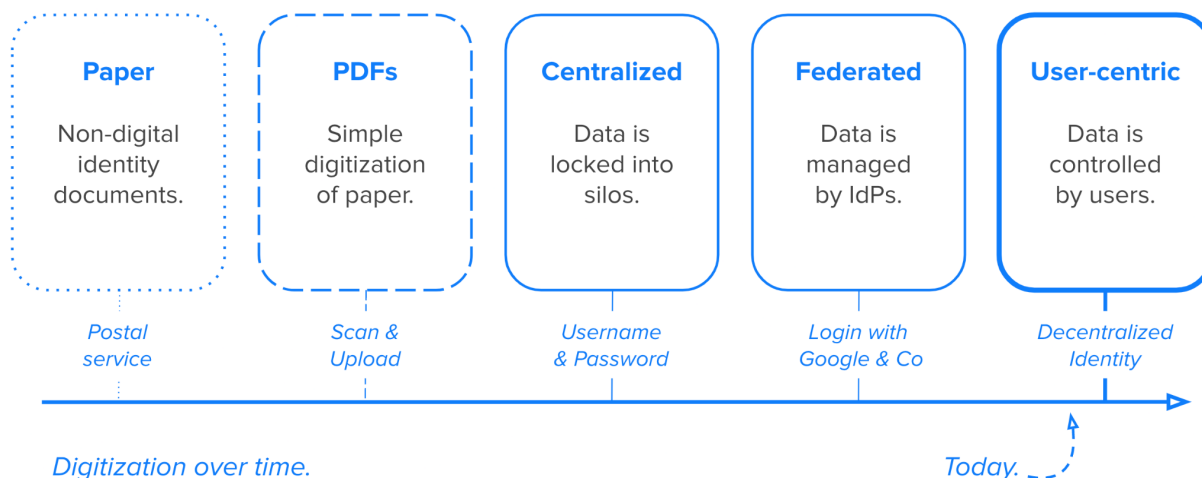 Paper
Non-digital
identity
documents.
PDFs
Simple
digitization
of paper.
Centralized
Data is
locked into
silos.
Federated
Data is
managed
by IdPs.
User-centric
Data is
controlled
by users.
Postal
service
Scan &
Upload
Username
& Password
Login with
Google & Co
Decentralized
Identity
Digitization over time.
Today.